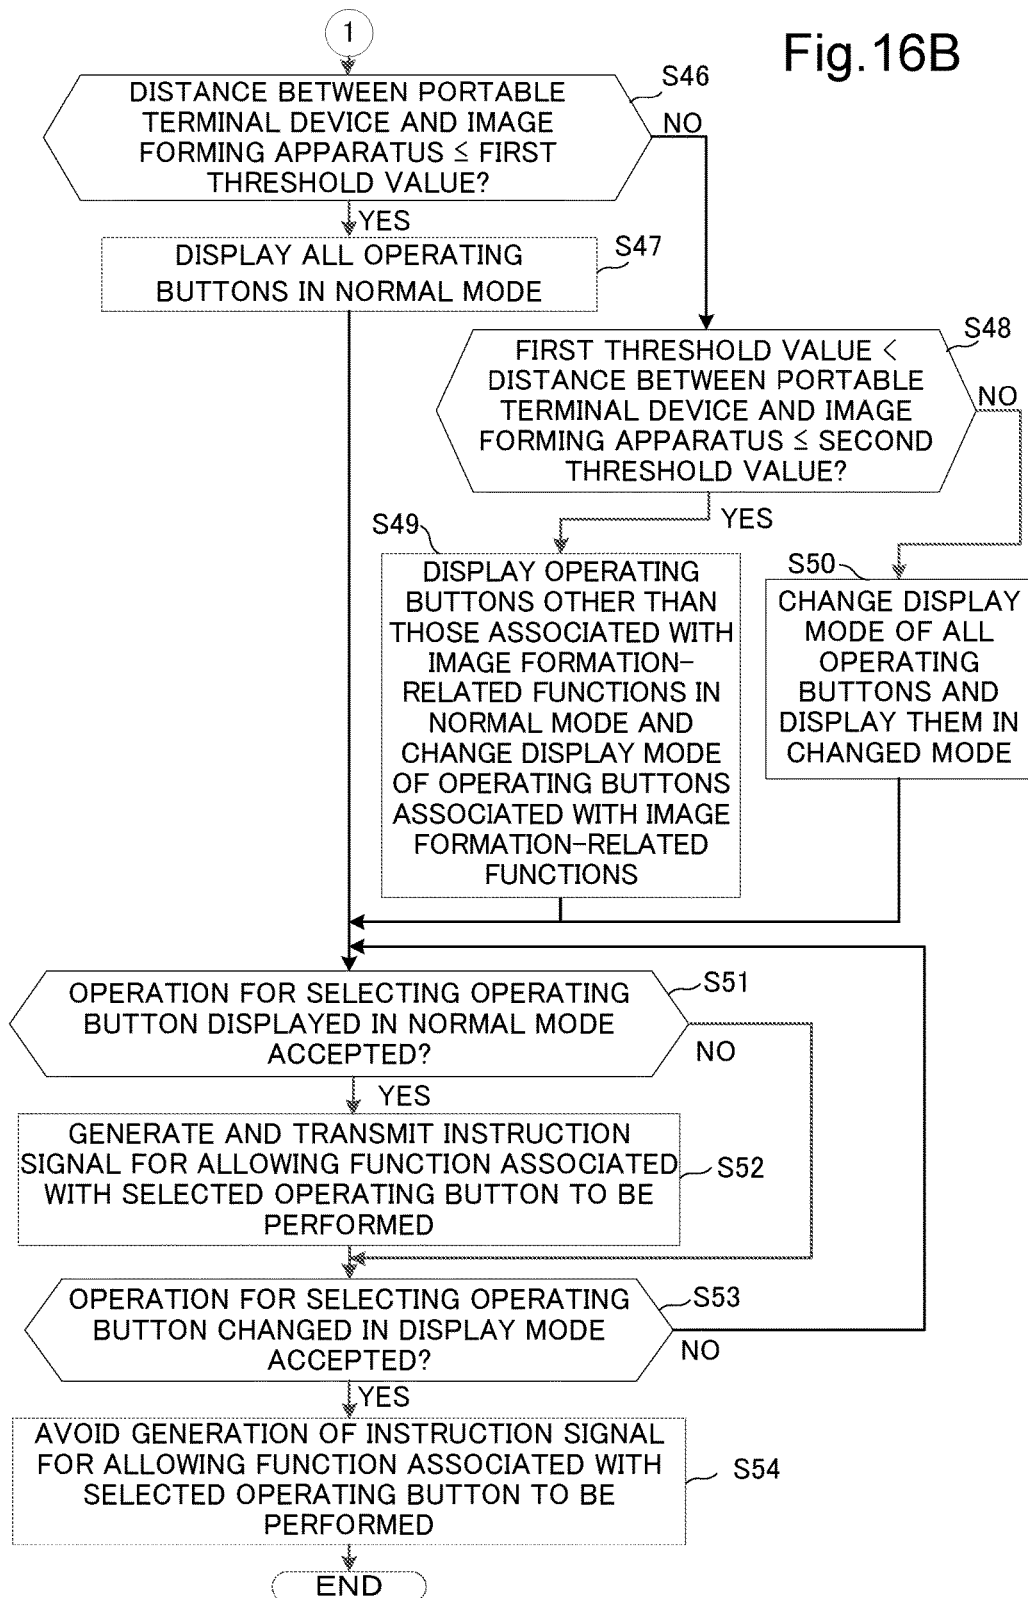 1
Fig.16B
S46
DISTANCE BETWEEN PORTABLE
TERMINAL DEVICE AND IMAGE
FORMING APPARATUS ≤ FIRST
THRESHOLD VALUE?
NO
YES
S47
DISPLAY ALL OPERATING
BUTTONS IN NORMAL MODE
S48
FIRST THRESHOLD VALUE <
DISTANCE BETWEEN PORTABLE
TERMINAL DEVICE AND IMAGE
FORMING APPARATUS ≤ SECOND
THRESHOLD VALUE?
NO
YES
S49
DISPLAY OPERATING
BUTTONS OTHER THAN
THOSE ASSOCIATED WITH
IMAGE FORMATION-
RELATED FUNCTIONS IN
NORMAL MODE AND
CHANGE DISPLAY MODE
OF OPERATING BUTTONS
ASSOCIATED WITH IMAGE
FORMATION-RELATED
FUNCTIONS
S50
CHANGE DISPLAY
MODE OF ALL
OPERATING
BUTTONS AND
DISPLAY THEM IN
CHANGED MODE
S51
OPERATION FOR SELECTING OPERATING
BUTTON DISPLAYED IN NORMAL MODE
ACCEPTED?
NO
YES
GENERATE AND TRANSMIT INSTRUCTION
SIGNAL FOR ALLOWING FUNCTION ASSOCIATED
WITH SELECTED OPERATING BUTTON TO BE
PERFORMED
S52
OPERATION FOR SELECTING OPERATING
BUTTON CHANGED IN DISPLAY MODE
ACCEPTED?
S53
NO
YES
AVOID GENERATION OF INSTRUCTION SIGNAL
FOR ALLOWING FUNCTION ASSOCIATED WITH
SELECTED OPERATING BUTTON TO BE
PERFORMED
S54
END